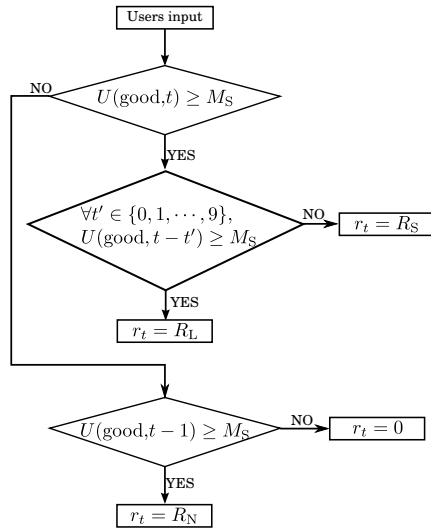 Users input
U(good,t) ≥ M_S
NO
YES
∀t′ ∈ {0, 1, ⋯, 9},
U(good, t − t′) ≥ M_S
NO
r_t = R_S
YES
r_t = R_L
U(good,t − 1) ≥ M_S
NO
r_t = 0
YES
r_t = R_N